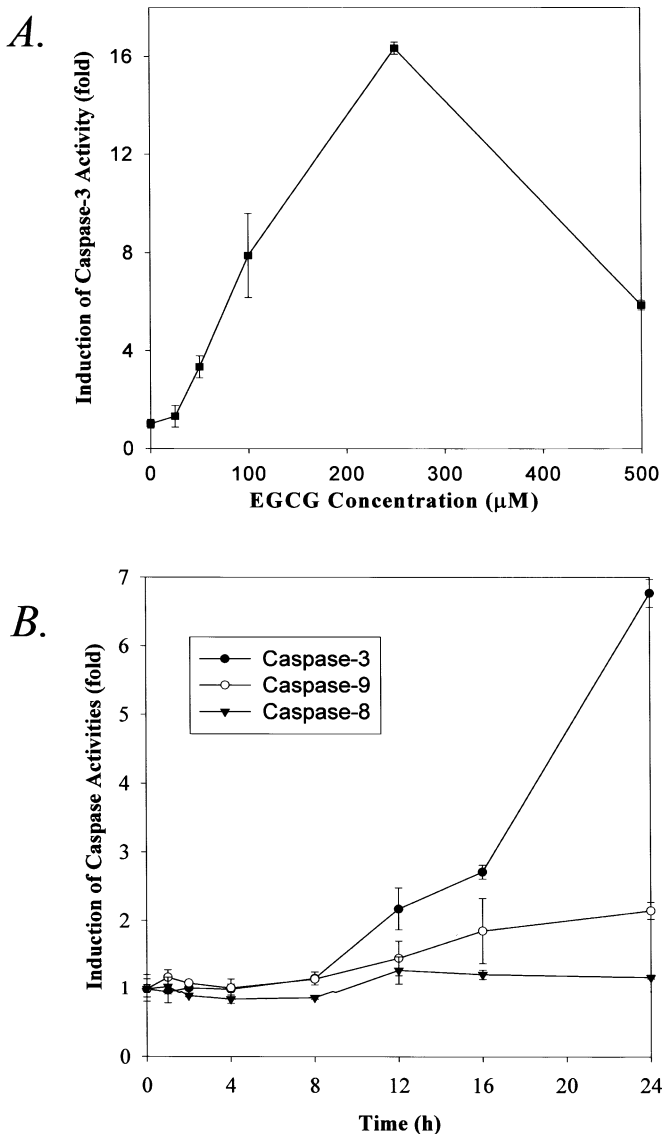 A.
Induction of Caspase-3 Activity (fold)
16
12
8
4
0
0 100 200 300 400 500
EGCG Concentration (μM)
B.
Induction of Caspase Activities (fold)
7
6
5
4
3
2
1
0
Caspase-3
Caspase-9
Caspase-8
0 4 8 12 16 20 24
Time (h)